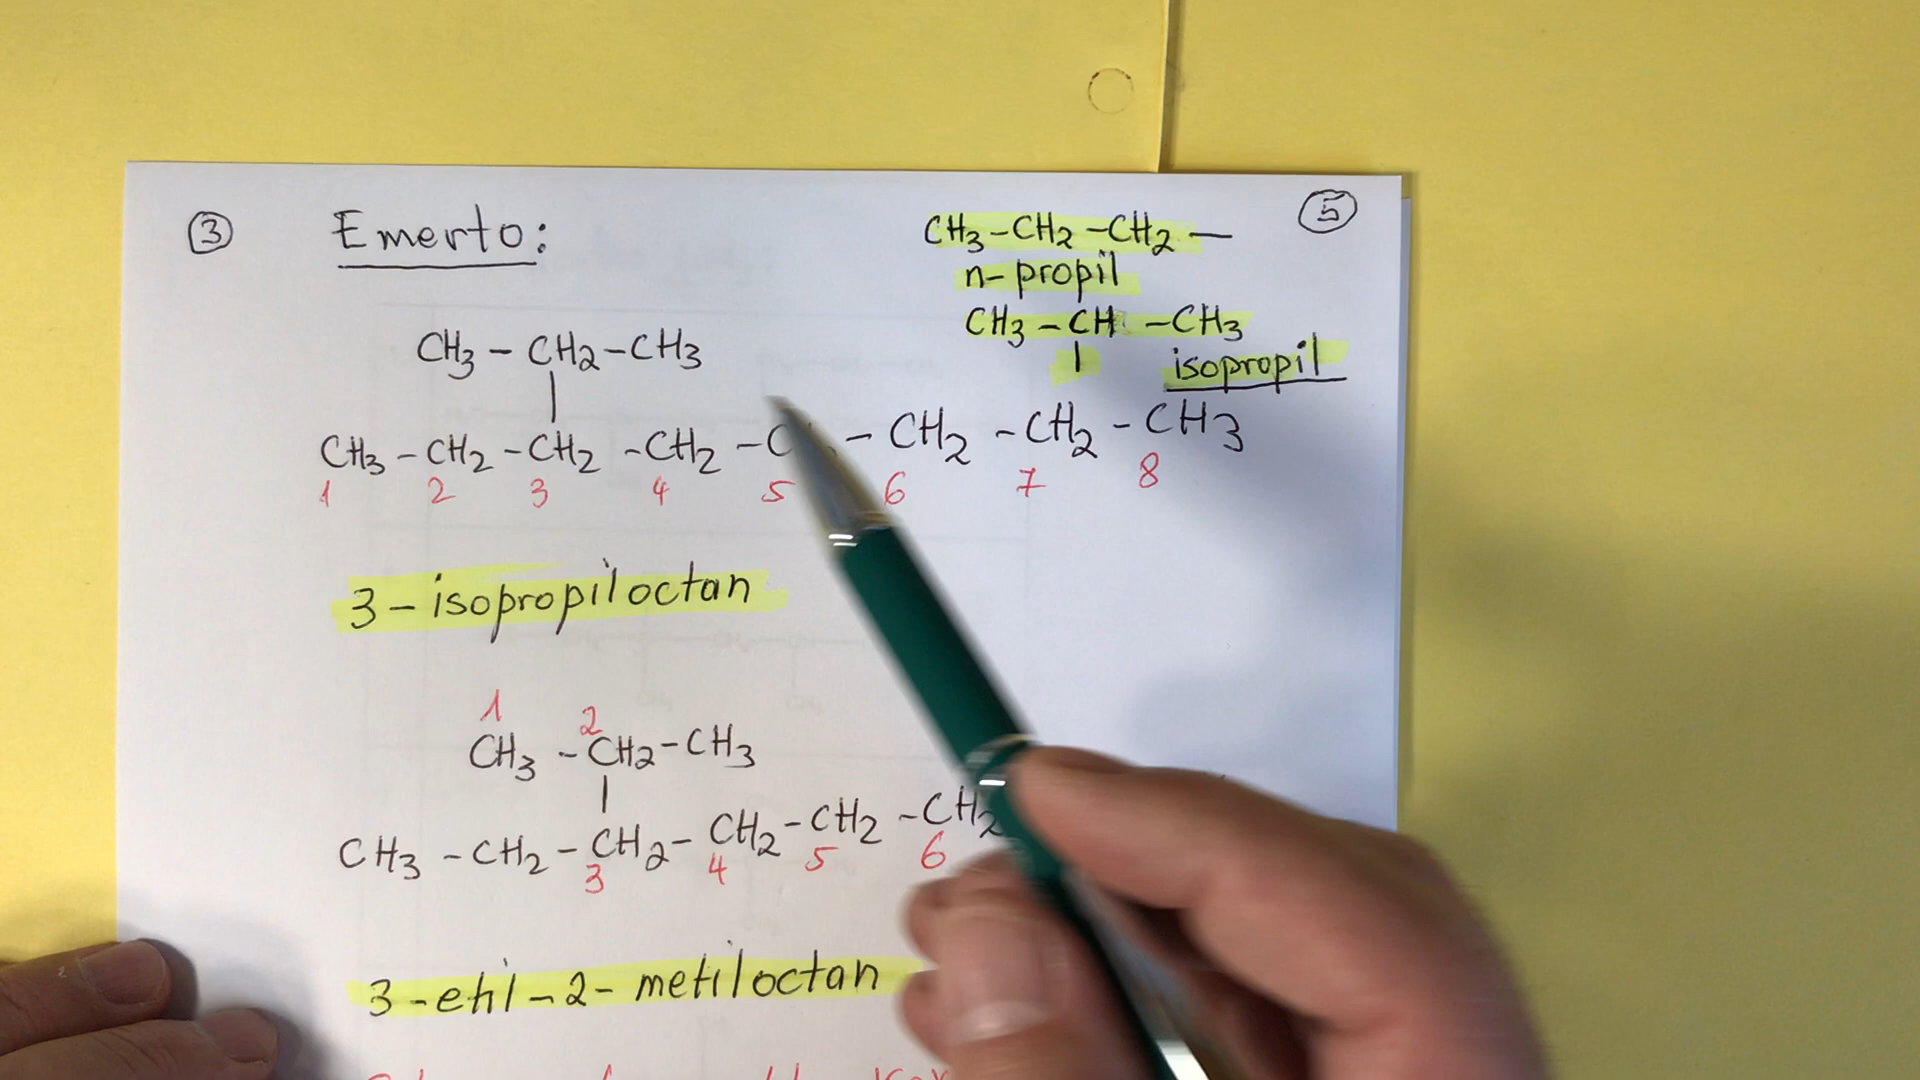 ③ Emerto: ⑤
CH3-CH2-CH2—
n-propil
CH3-CH-CH3
|
isopropil
CH3-CH2-CH3
|
CH3-CH2-CH2-CH2-C - CH2-CH2-CH3
1 2 3 4 5 6 7 8
3-isopropiloctan
1 2
CH3-CH2-CH3
|
CH3-CH2-CH2-CH2-CH2-CH2
3 4 5 6
3-etil-2-metiloctan